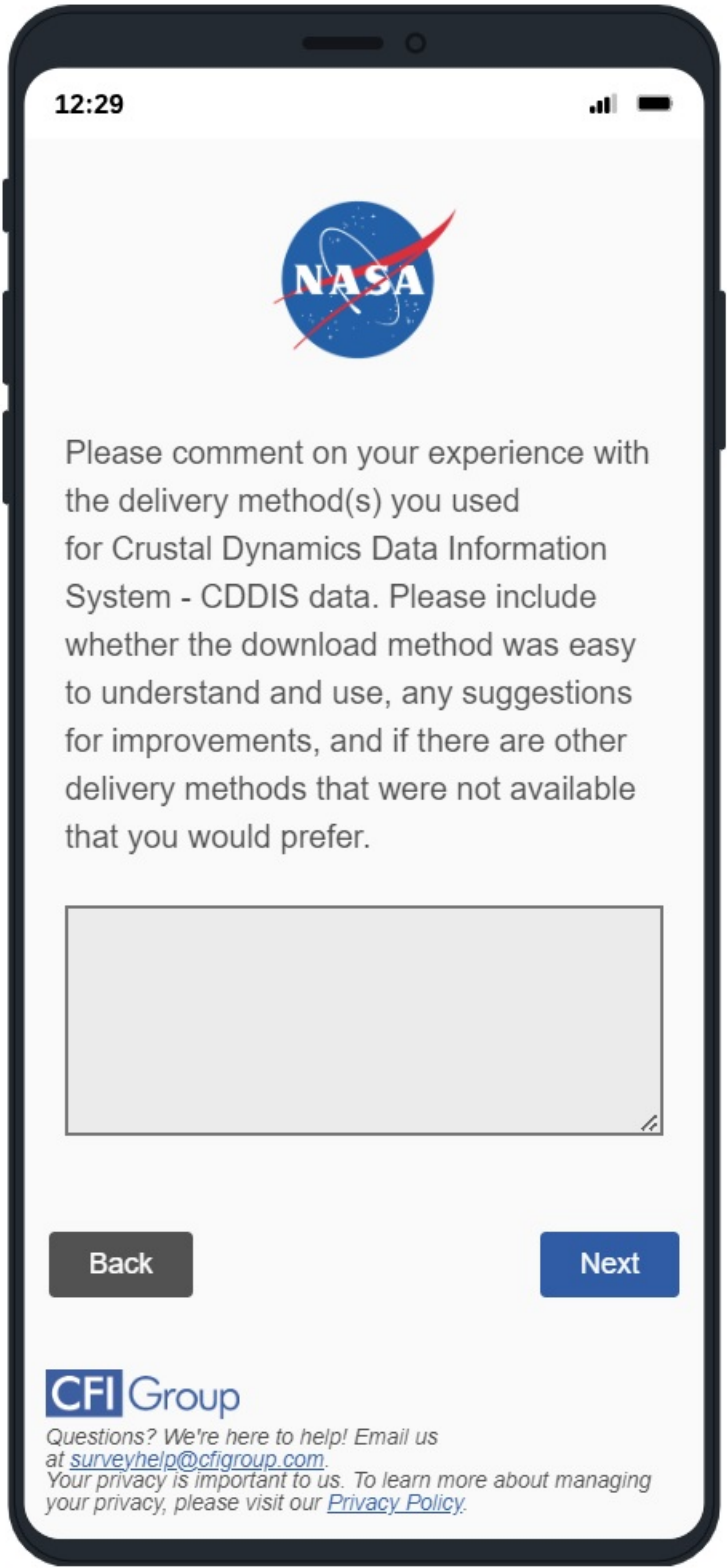 12:29
NASA
Please comment on your experience with
the delivery method(s) you used
for Crustal Dynamics Data Information
System - CDDIS data. Please include
whether the download method was easy
to understand and use, any suggestions
for improvements, and if there are other
delivery methods that were not available
that you would prefer.
Back
Next
CFI Group
Questions? We're here to help! Email us
at surveyhelp@cfigroup.com.
Your privacy is important to us. To learn more about managing
your privacy, please visit our Privacy Policy.